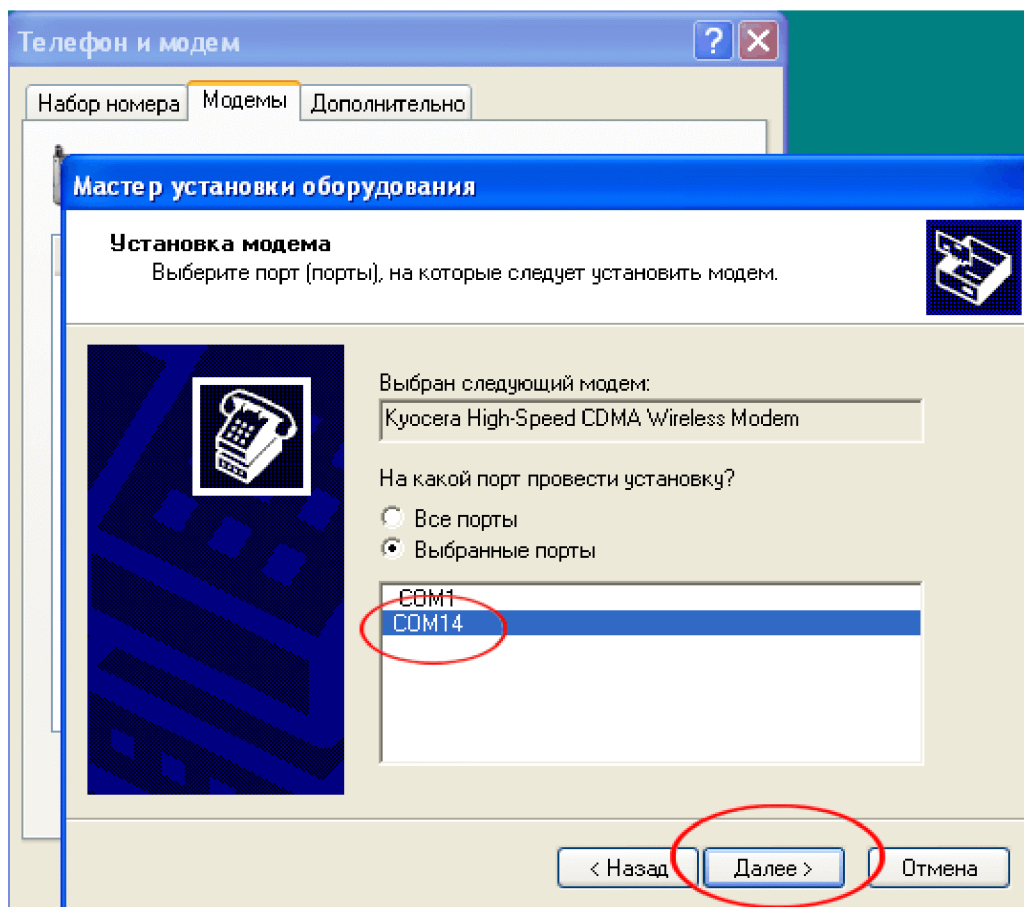 Телефон и модем
Набор номера Модемы Дополнительно
Мастер установки оборудования
Установка модема
Выберите порт (порты), на которые следует установить модем.
Выбран следующий модем:
Kyocera High-Speed CDMA Wireless Modem
На какой порт провести установку?
Все порты
Выбранные порты
COM1
COM14
< Назад Далее > Отмена